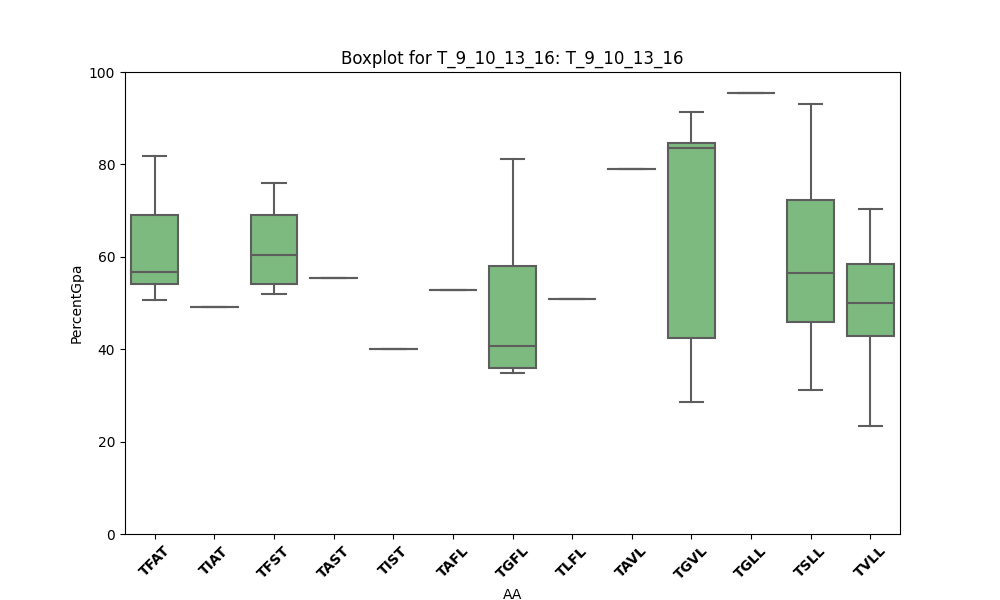 Boxplot for T_9_10_13_16: T_9_10_13_16
100
80
60
40
20
0
PercentGpa
TFAT TIAT TFST TAST TIST TAFL TGFL TLFL TAVL TGVL TGLL TSLL TVLL
AA